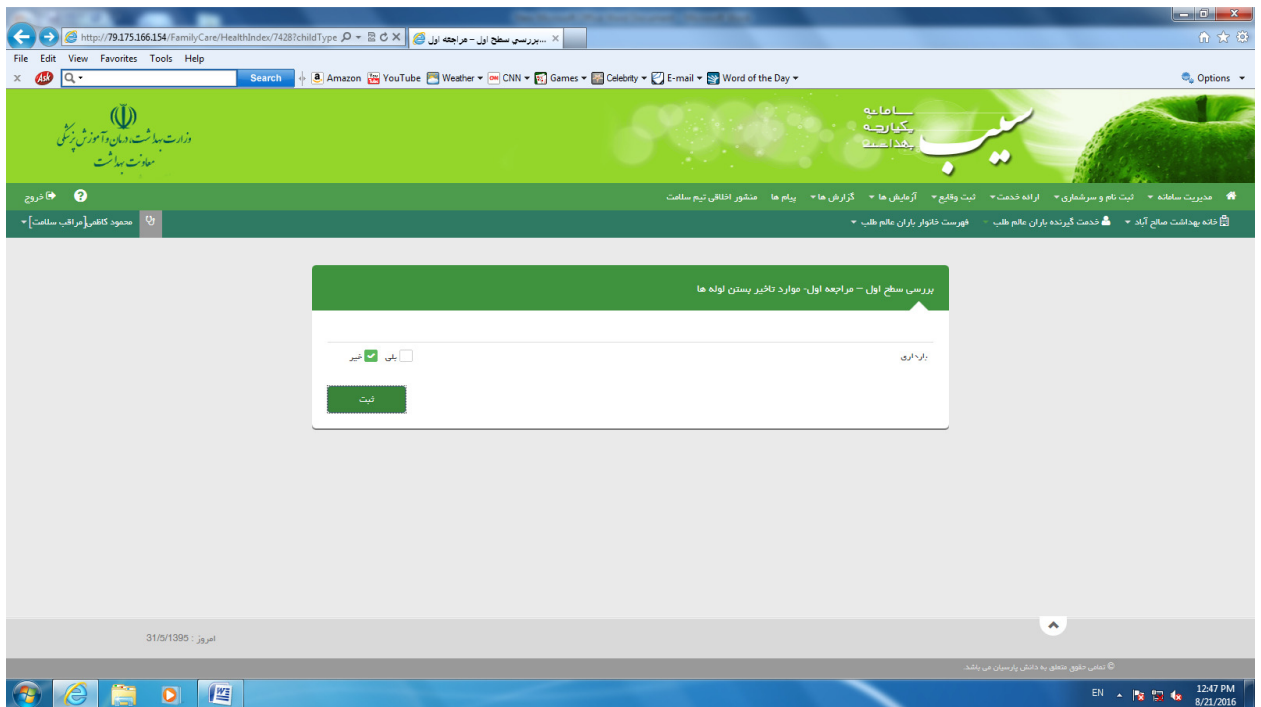 http://79.175.166.154/FamilyCare/HealthIndex/7428?childType
بررسی سطح اول – مراجعه اول...
File Edit View Favorites Tools Help
Ask Search Amazon YouTube Weather CNN Games Celebrity E-mail Word of the Day Options
سامانه
یکپارچه
بهداشت
سیب
وزارت بهداشت، درمان و آموزش پزشکی
معاونت بهداشت
مدیریت سامانه ثبت نام و سرشماری ارائه خدمت ثبت وقایع آزمایش ها گزارش ها پیام ها منشور اخلاقی تیم سلامت خروج
خانه بهداشت صالح آباد خدمت گیرنده باران عالم طلب فهرست خانوار باران عالم طلب محمود کاظمی[مراقب سلامت]
بررسی سطح اول – مراجعه اول- موارد تاخیر بستن لوله ها
بارداری بلی خیر
ثبت
امروز : 31/5/1395
© تمامی حقوق متعلق به دانش پارسیان می باشد.
EN 12:47 PM
8/21/2016